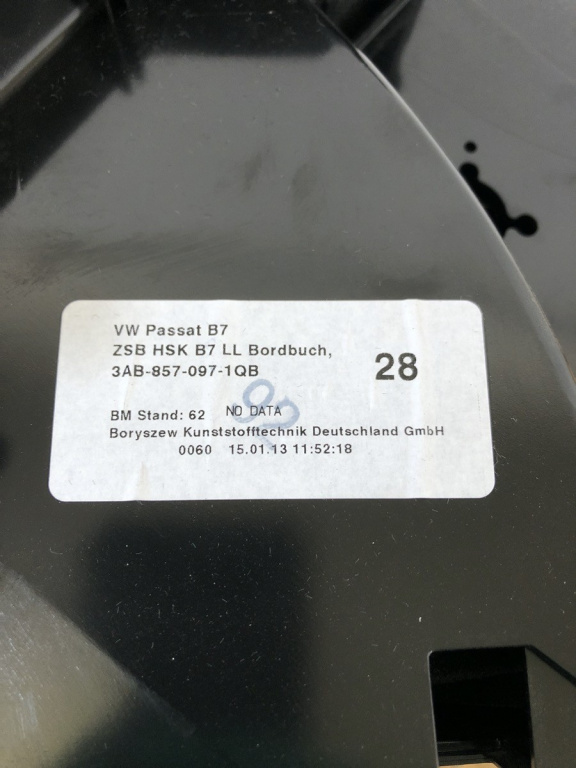 VW Passat B7
ZSB HSK B7 LL Bordbuch,
3AB-857-097-1QB
28
92
BM Stand: 62 NO DATA
Boryszew Kunststofftechnik Deutschland GmbH
0060 15.01.13 11:52:18